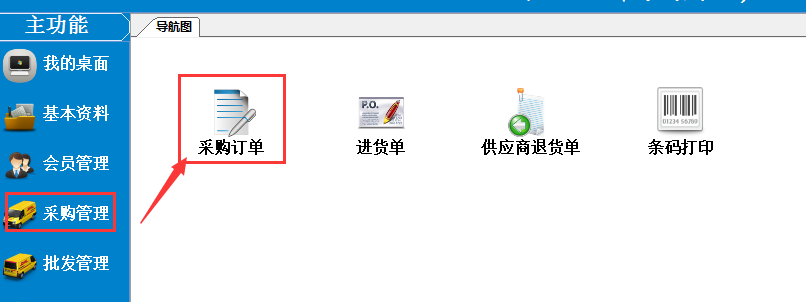 主功能
导航图
我的桌面
基本资料
会员管理
采购管理
批发管理
采购订单
P.O.
进货单
供应商退货单
01234 56789
条码打印